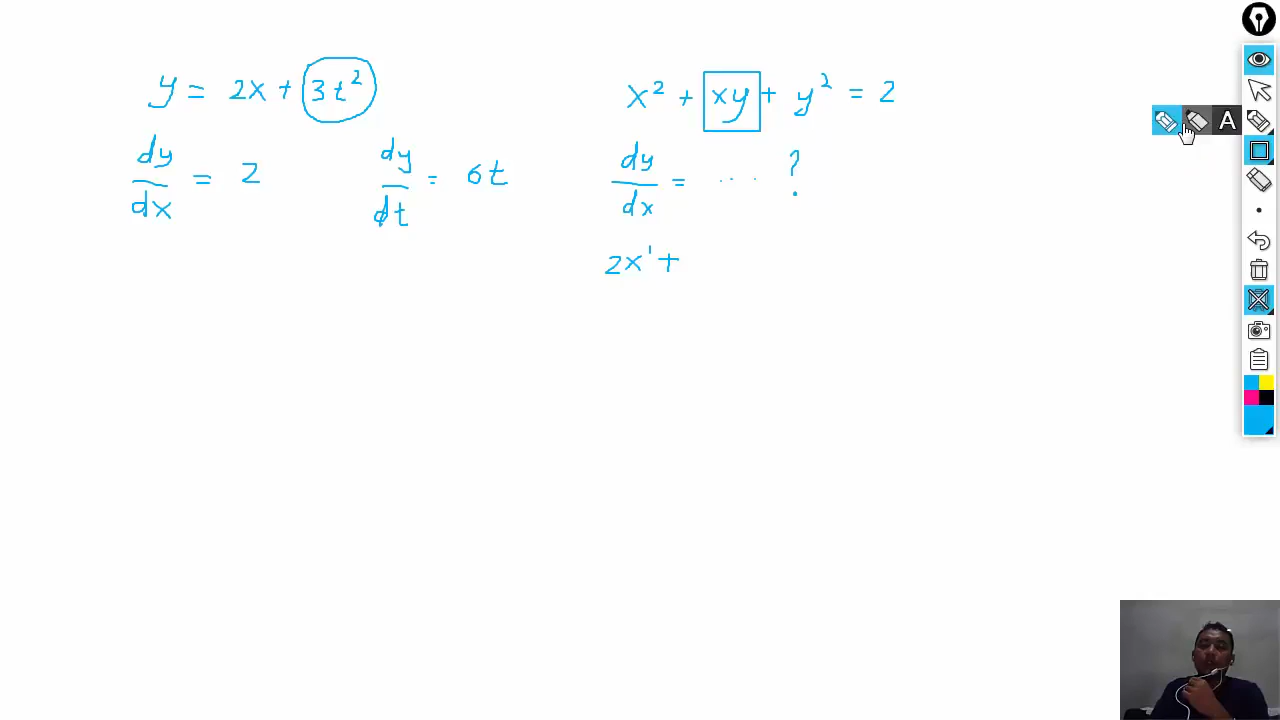 y = 2x + 3t²
dy/dx = 2
dy/dt = 6t
x² + xy + y² = 2
dy/dx = .... ?
2x¹ +
A